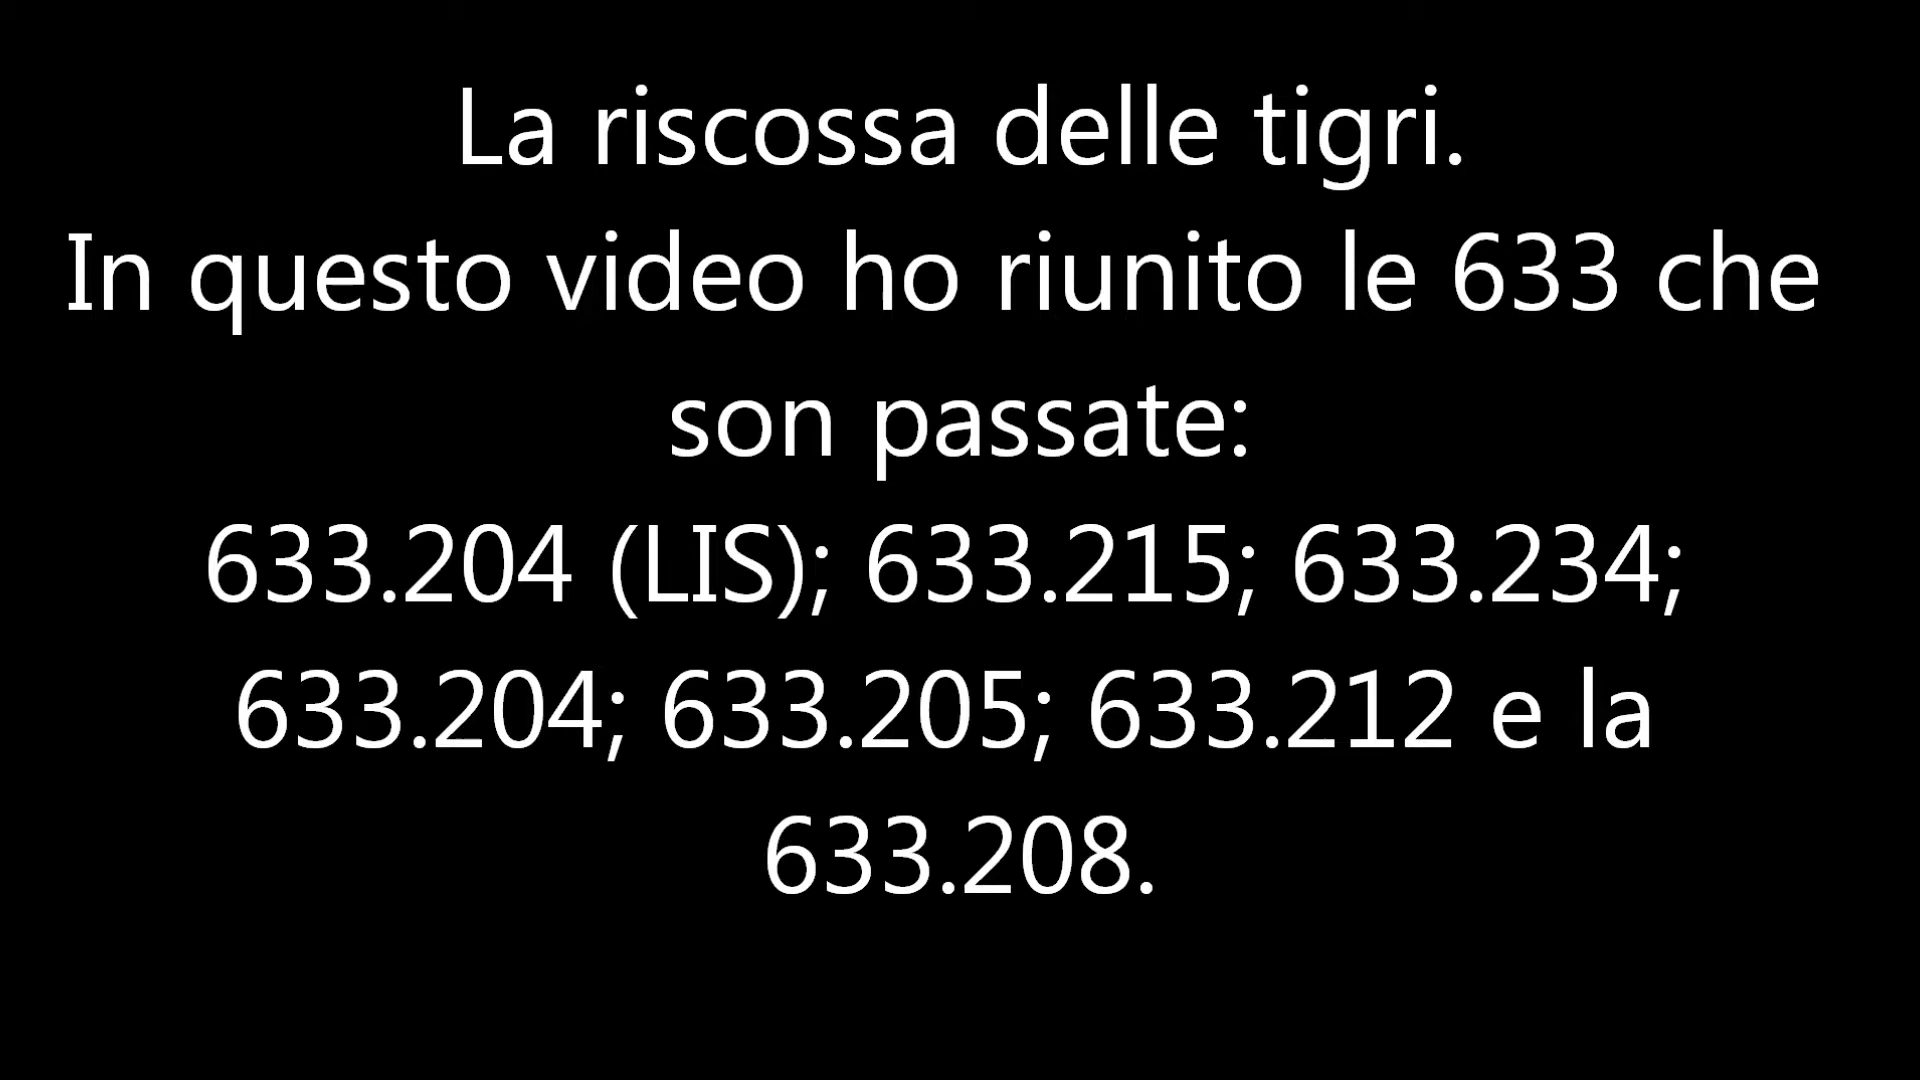 La riscossa delle tigri.
In questo video ho riunito le 633 che
son passate:
633.204 (LIS); 633.215; 633.234;
633.204; 633.205; 633.212 e la
633.208.